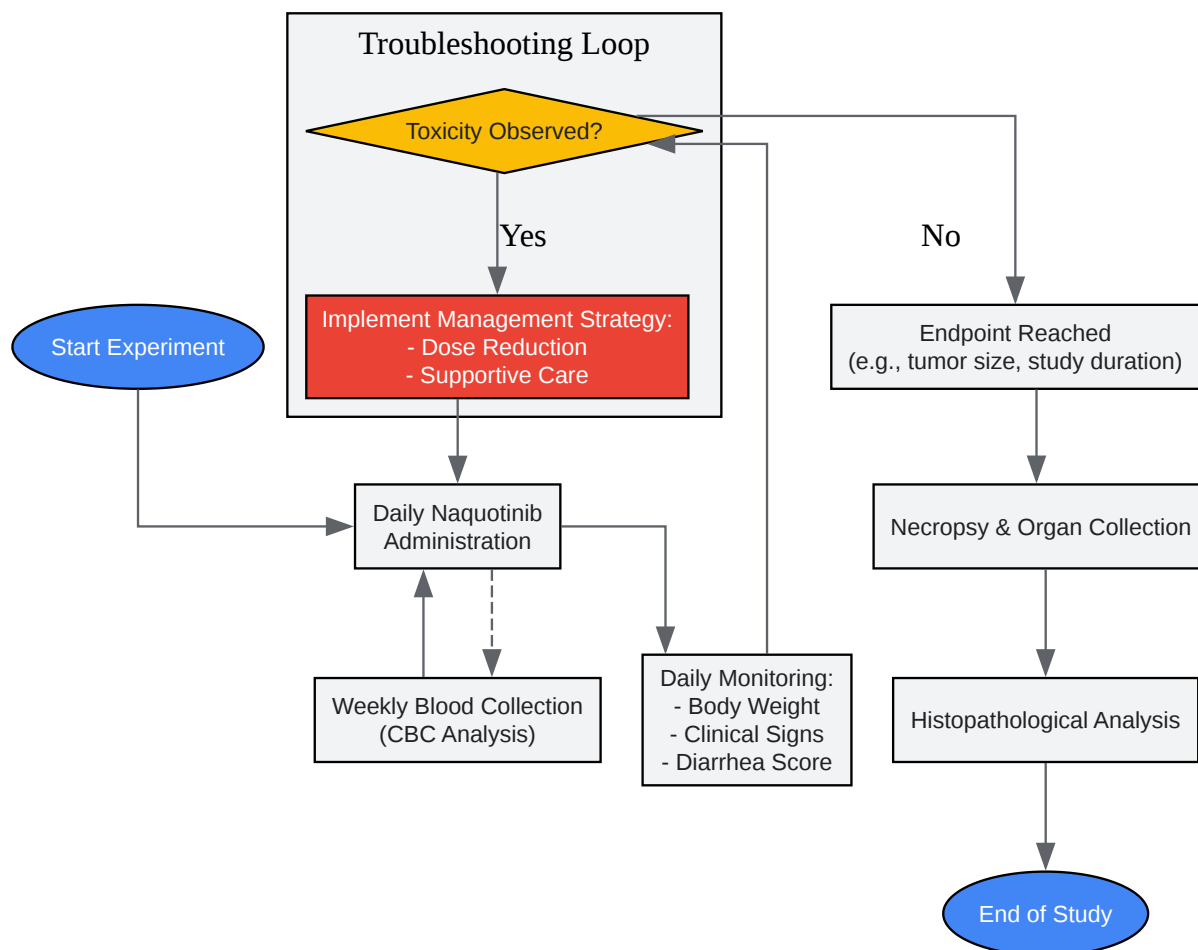 Troubleshooting Loop
Toxicity Observed?
Yes
No
Implement Management Strategy:
- Dose Reduction
- Supportive Care
Start Experiment
Endpoint Reached
(e.g., tumor size, study duration)
Daily Naquotinib
Administration
Necropsy & Organ Collection
Weekly Blood Collection
(CBC Analysis)
Daily Monitoring:
- Body Weight
- Clinical Signs
- Diarrhea Score
Histopathological Analysis
End of Study